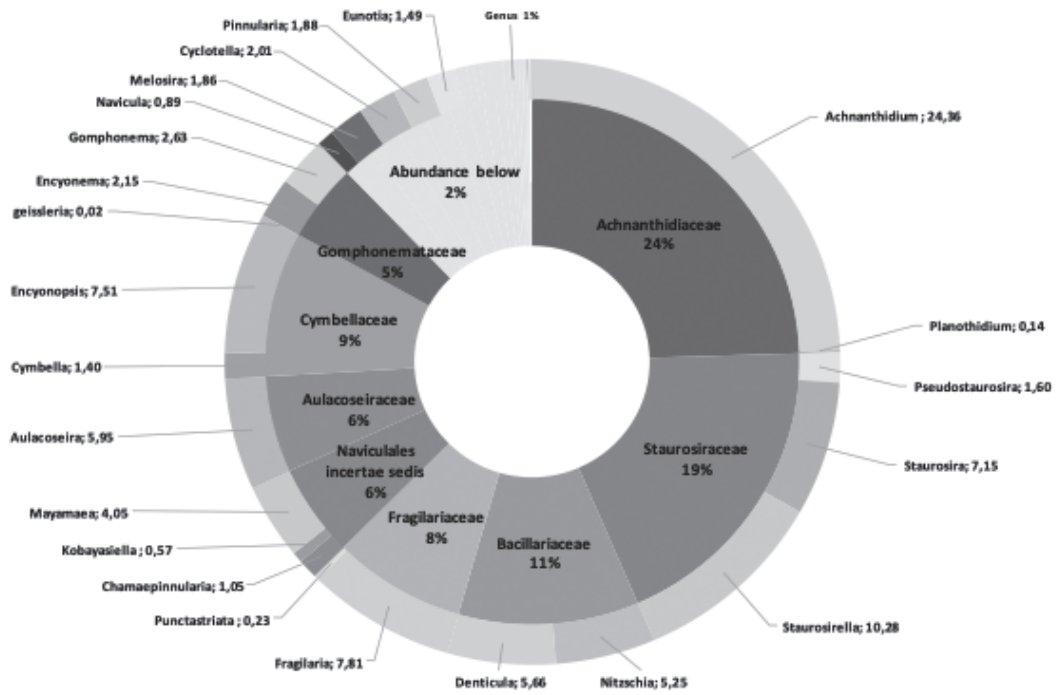 Eunotia; 1,49
Genus 1%
Pinnularia; 1,88
Cyclotella; 2,01
Melosira; 1,86
Navicula; 0,89
Gomphonema; 2,63
Encyonema; 2,15
geissleria; 0,02
Encyonopsis; 7,51
Cymbella; 1,40
Aulacoseira; 5,95
Mayamaea; 4,05
Kobayasiella ; 0,57
Chamaepinnularia; 1,05
Punctastriata ; 0,23
Fragilaria; 7,81
Denticula; 5,66
Nitzschia; 5,25
Staurosirella; 10,28
Staurosira; 7,15
Pseudostaurosira; 1,60
Planothidium; 0,14
Achnanthidium ; 24,36
Abundance below
2%
Achnanthidiaceae
24%
Gomphonemataceae
5%
Cymbellaceae
9%
Aulacoseiraceae
6%
Naviculales
incertae sedis
6%
Fragilariaceae
8%
Bacillariaceae
11%
Staurosiraceae
19%